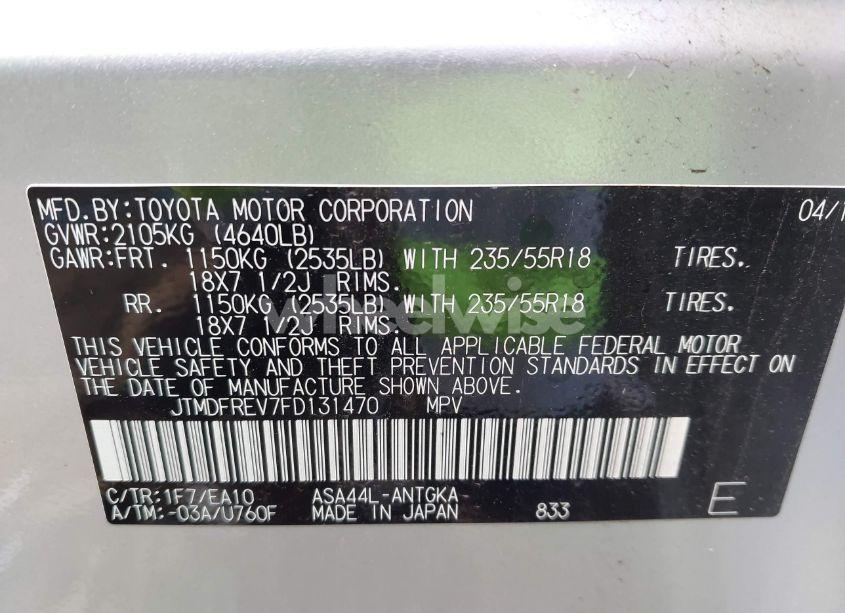 MFD.BY:TOYOTA MOTOR CORPORATION 04/1
GVWR:2105KG (4640LB)
GAWR:FRT. 1150KG (2535LB) WITH 235/55R18 TIRES.
18X7 1/2J RIMS.
RR. 1150KG (2535LB) WITH 235/55R18 TIRES.
18X7 1/2J RIMS.
wheelwise
THIS VEHICLE CONFORMS TO ALL APPLICABLE FEDERAL MOTOR
VEHICLE SAFETY AND THEFT PREVENTION STANDARDS IN EFFECT ON
THE DATE OF MANUFACTURE SHOWN ABOVE.
JTMDFREV7FD131470 MPV
C/TR:1F7/EA10 ASA44L-ANTGKA
A/TM:-03A/U760F MADE IN JAPAN 833 E